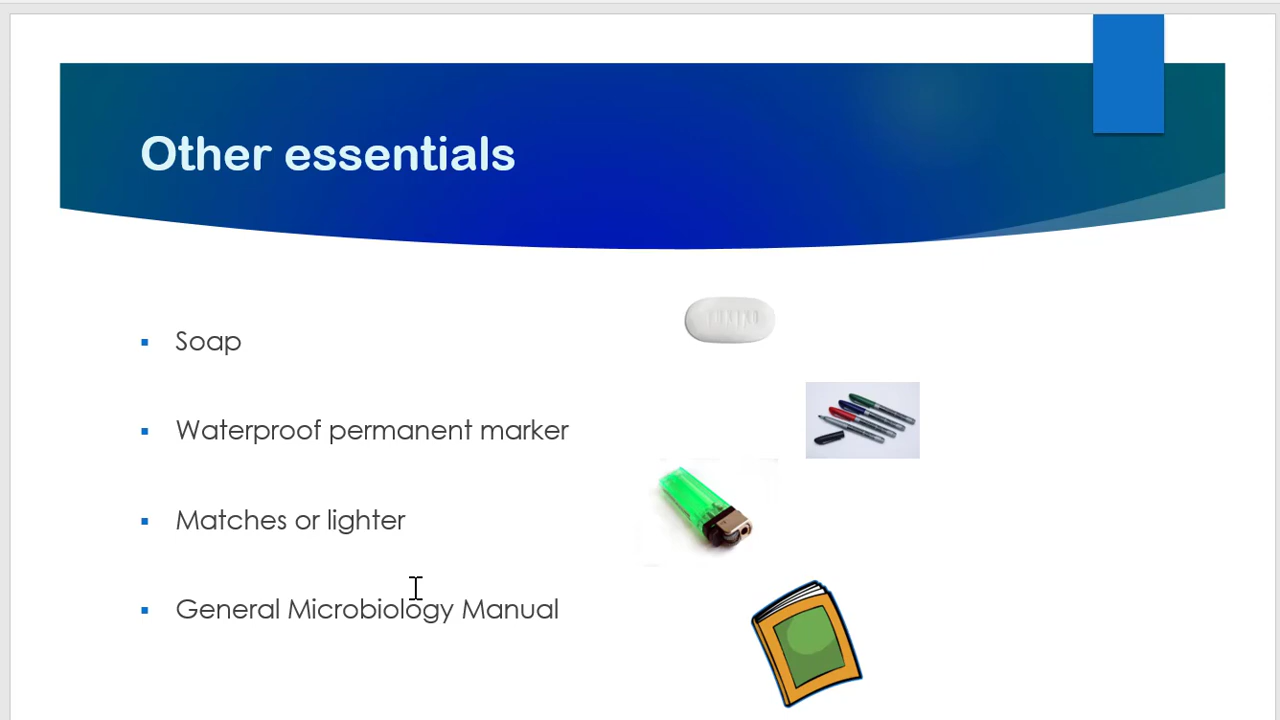 Other essentials
Soap
Waterproof permanent marker
Matches or lighter
General Microbiology Manual